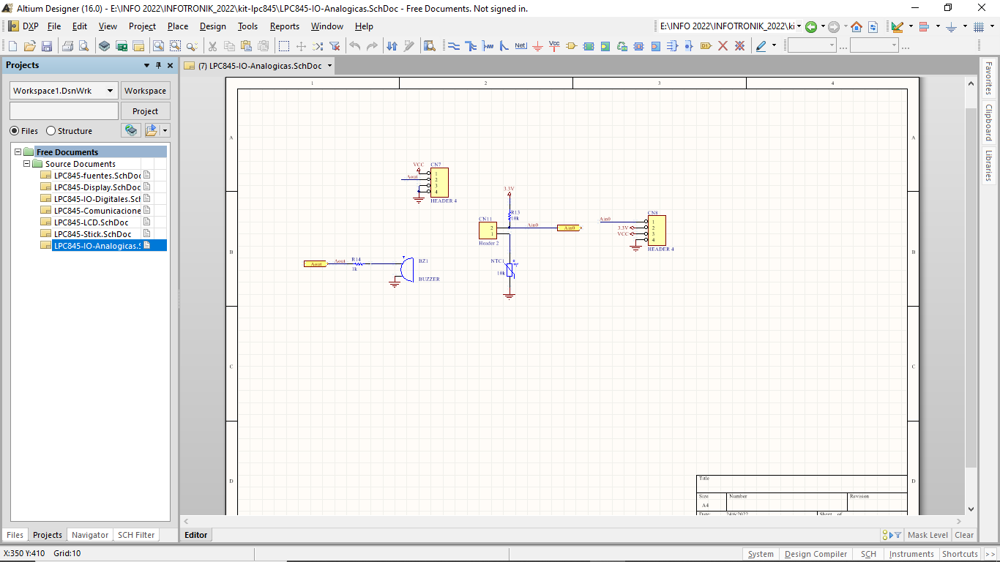 Altium Designer (16.0) - E:\INFO 2022\INFOTRONIK_2022\kit-lpc845\LPC845-IO-Analogicas.SchDoc - Free Documents. Not signed in.
DXP File Edit View Project Place Design Tools Reports Window Help
E:\INFO 2022\INFOTRONIK_2022\ki
Net Vcc D1
Projects
(7) LPC845-IO-Analogicas.SchDoc
Workspace1.DsnWrk Workspace
Project
Files Structure
Free Documents
Source Documents
LPC845-fuentes.SchDoc
LPC845-Display.SchDoc
LPC845-IO-Digitales.Sch
LPC845-Comunicacione
LPC845-LCD.SchDoc
LPC845-Stick.SchDoc
LPC845-IO-Analogicas.S
1 2 3 4
A A
B B
C C
D D
VCC CN7
Aout
1
2
3
4
HEADER 4
3.3V
R13
10k
CN11
2
1
Header 2
Ain0 Ain0
NTC1
10k
CN8
Ain0
3.3V
VCC
1
2
3
4
HEADER 4
Aout Aout R14
1k
BZ1
BUZZER
Title
Size Number Revision
A4
Date: 24/6/2022 Sheet of
Favorites
Clipboard
Libraries
Files Projects Navigator SCH Filter
Editor
Mask Level Clear
X:350 Y:410 Grid:10
System Design Compiler SCH Instruments Shortcuts >>